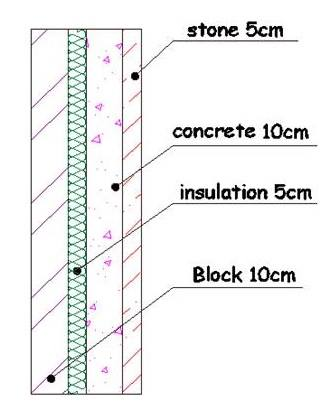 stone 5cm
concrete 10cm
insulation 5cm
Block 10cm